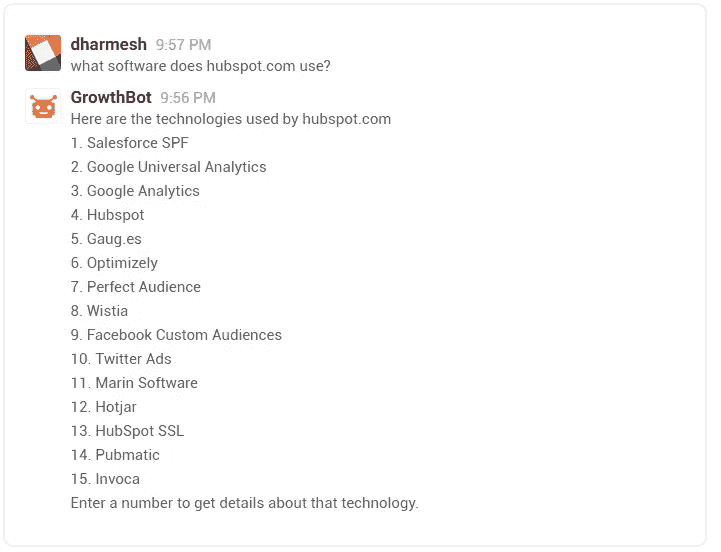 dharmesh 9:57 PM
what software does hubspot.com use?
GrowthBot 9:56 PM
Here are the technologies used by hubspot.com
1. Salesforce SPF
2. Google Universal Analytics
3. Google Analytics
4. Hubspot
5. Gaug.es
6. Optimizely
7. Perfect Audience
8. Wistia
9. Facebook Custom Audiences
10. Twitter Ads
11. Marin Software
12. Hotjar
13. HubSpot SSL
14. Pubmatic
15. Invoca
Enter a number to get details about that technology.